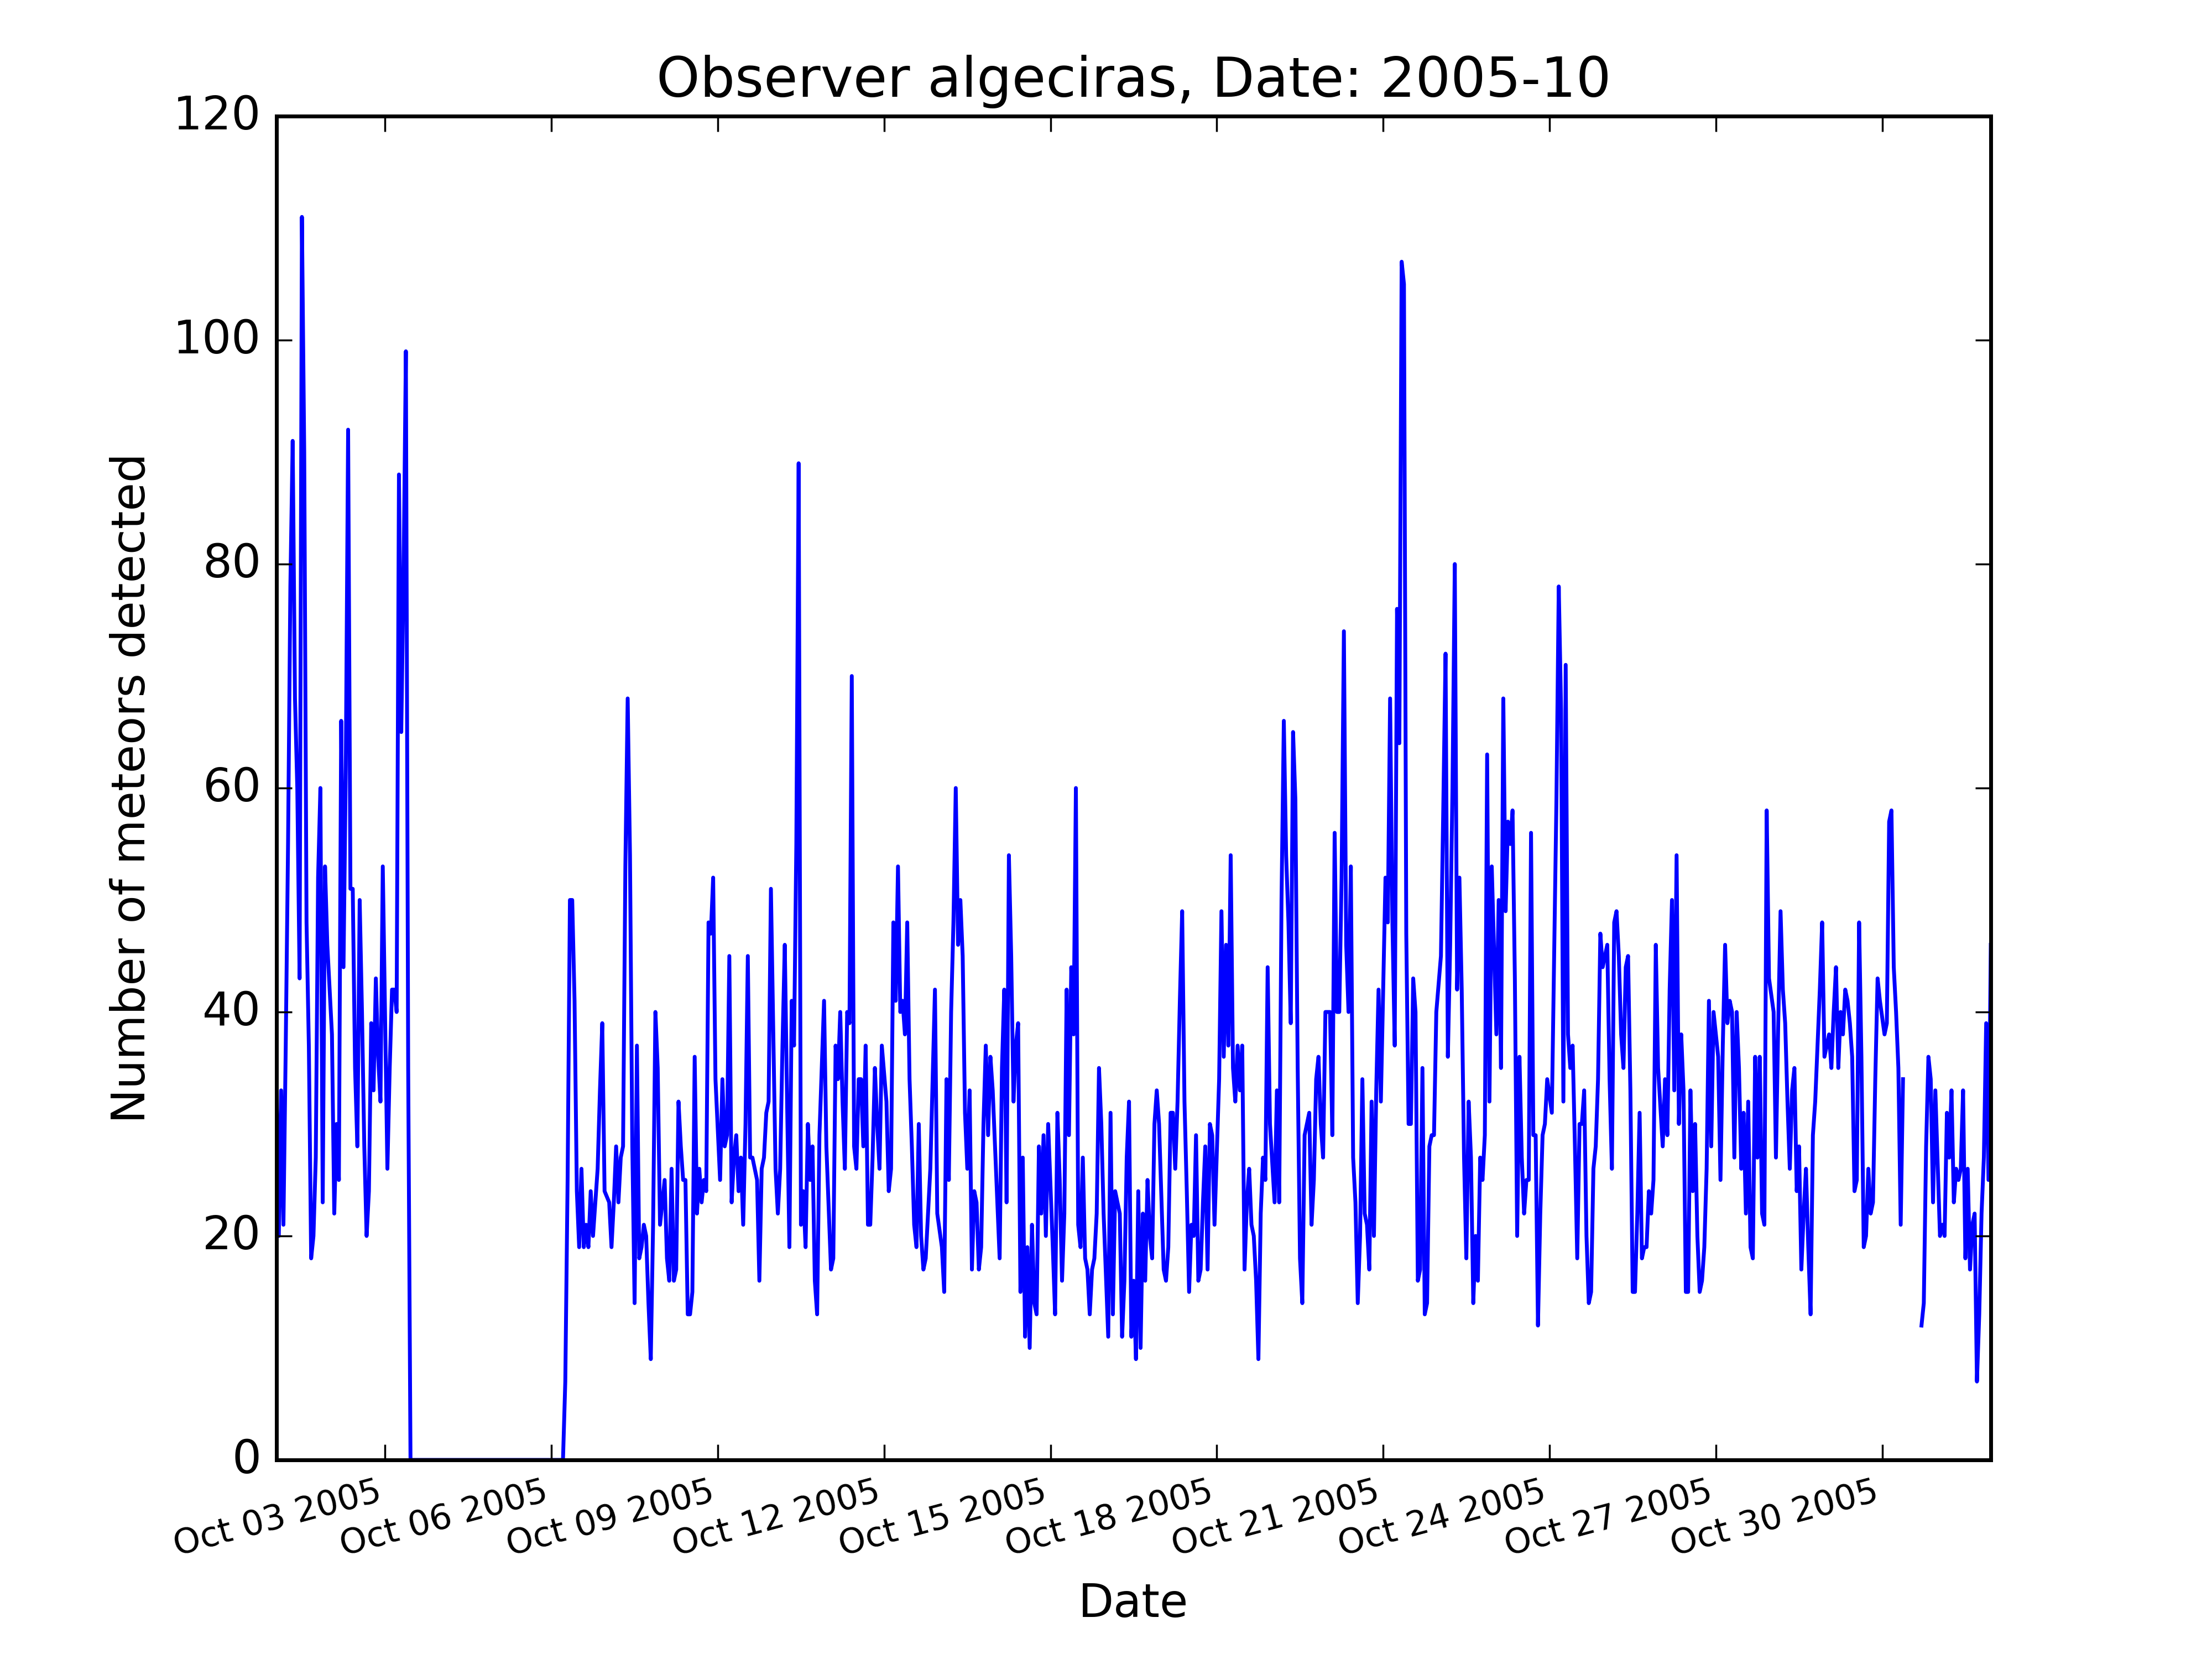 Observer algeciras, Date: 2005-10
Number of meteors detected
120
100
80
60
40
20
0
Oct 03 2005
Oct 06 2005
Oct 09 2005
Oct 12 2005
Oct 15 2005
Oct 18 2005
Oct 21 2005
Oct 24 2005
Oct 27 2005
Oct 30 2005
Date